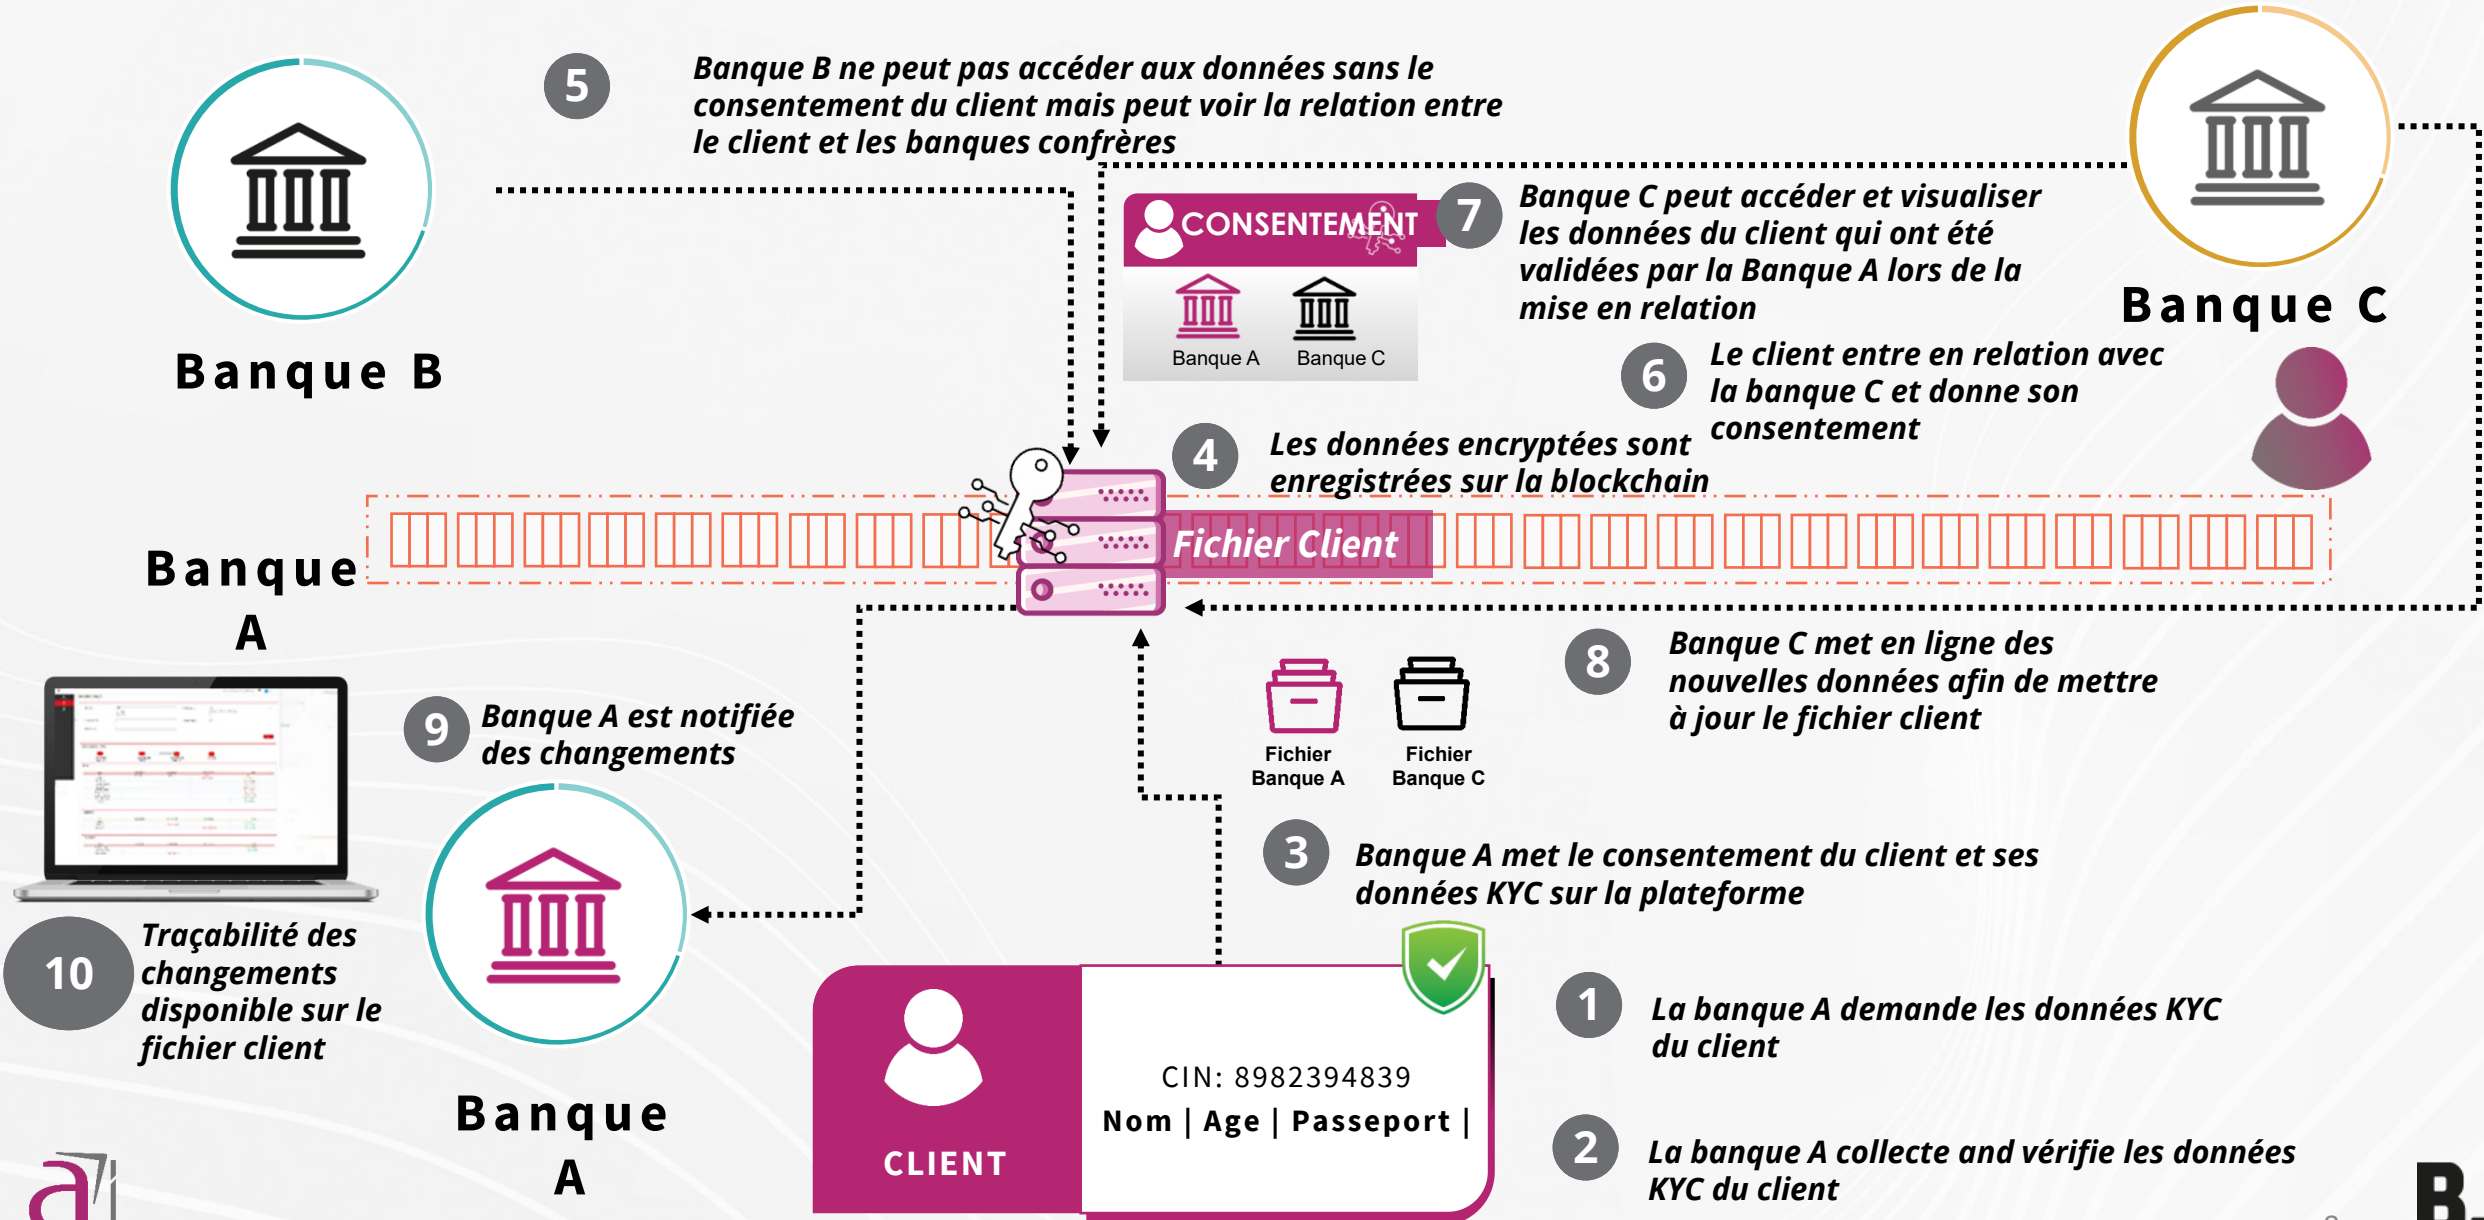 5
Banque B ne peut pas accéder aux données sans le
consentement du client mais peut voir la relation entre
le client et les banques confrères
Banque B
CONSENTEMENT
Banque A
Banque C
7
Banque C peut accéder et visualiser
les données du client qui ont été
validées par la Banque A lors de la
mise en relation
Banque C
6
Le client entre en relation avec
la banque C et donne son
consentement
4
Les données encryptées sont
enregistrées sur la blockchain
Fichier Client
Banque
A
8
Banque C met en ligne des
nouvelles données afin de mettre
à jour le fichier client
Fichier
Banque A
Fichier
Banque C
9
Banque A est notifiée
des changements
3
Banque A met le consentement du client et ses
données KYC sur la plateforme
10
Traçabilité des
changements
disponible sur le
fichier client
Banque
A
CLIENT
CIN: 8982394839
Nom | Age | Passeport |
1
La banque A demande les données KYC
du client
2
La banque A collecte and vérifie les données
KYC du client